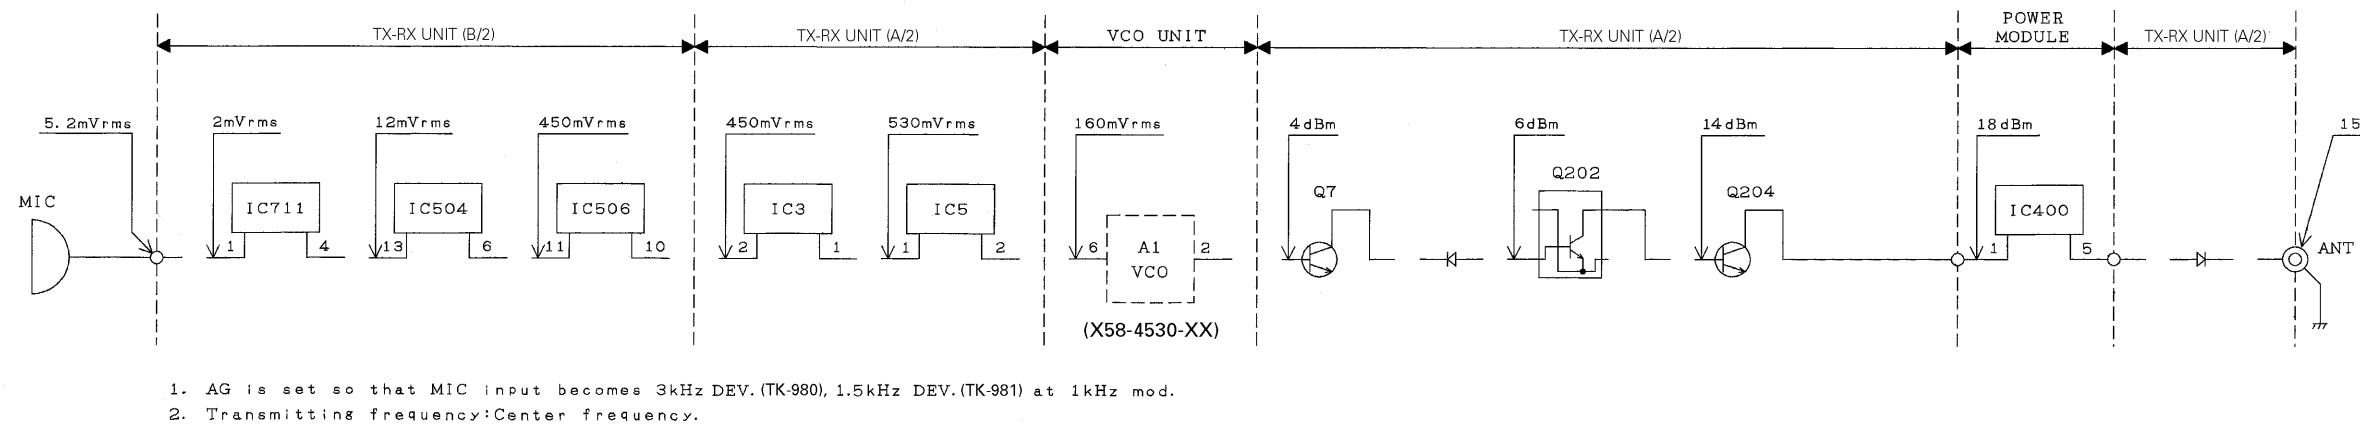 TX-RX UNIT (B/2)
TX-RX UNIT (A/2)
VCO UNIT
TX-RX UNIT (A/2)
POWER
MODULE
TX-RX UNIT (A/2)
5.2mVrms
2mVrms
12mVrms
450mVrms
450mVrms
530mVrms
160mVrms
4dBm
6dBm
14dBm
18dBm
15
MIC
IC711
1
4
IC504
13
6
IC506
11
10
IC3
2
1
IC5
1
2
A1
VCO
6
2
(X58-4530-XX)
Q7
Q202
Q204
IC400
1
5
ANT
1. AG is set so that MIC input becomes 3kHz DEV. (TK-980), 1.5kHz DEV. (TK-981) at 1kHz mod.
2. Transmitting frequency:Center frequency.